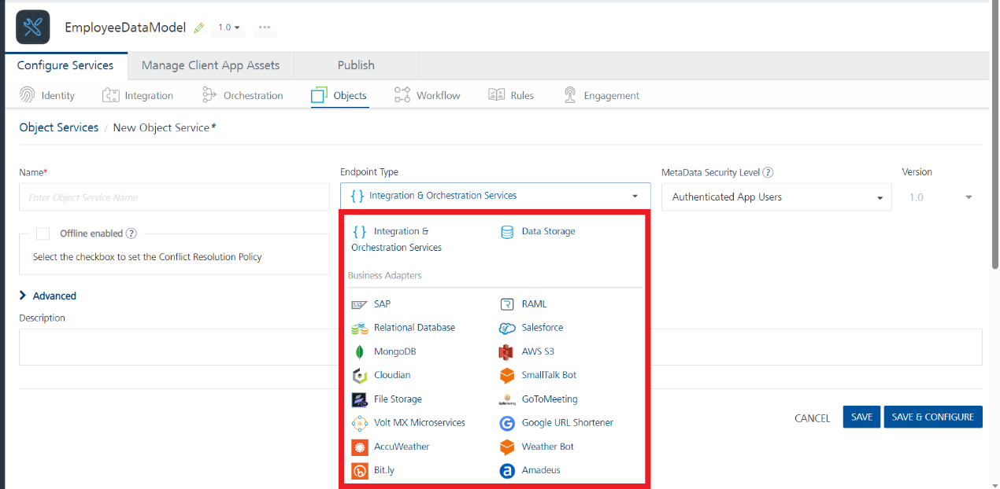 EmployeeDataModel 1.0
Configure Services Manage Client App Assets Publish
Identity Integration Orchestration Objects Workflow Rules Engagement
Object Services / New Object Service*
Name* Endpoint Type MetaData Security Level ? Version
Enter Object Service Name { } Integration & Orchestration Services Authenticated App Users 1.0
Offline enabled ?
Select the checkbox to set the Conflict Resolution Policy
Advanced
Description
{ } Integration & Data Storage
Orchestration Services
Business Adapters
SAP SAP RAML
Relational Database Salesforce
MongoDB AWS S3
Cloudian SmallTalk Bot
File Storage GoToMeeting
Volt MX Microservices Google URL Shortener
AccuWeather Weather Bot
Bit.ly Amadeus
CANCEL SAVE SAVE & CONFIGURE